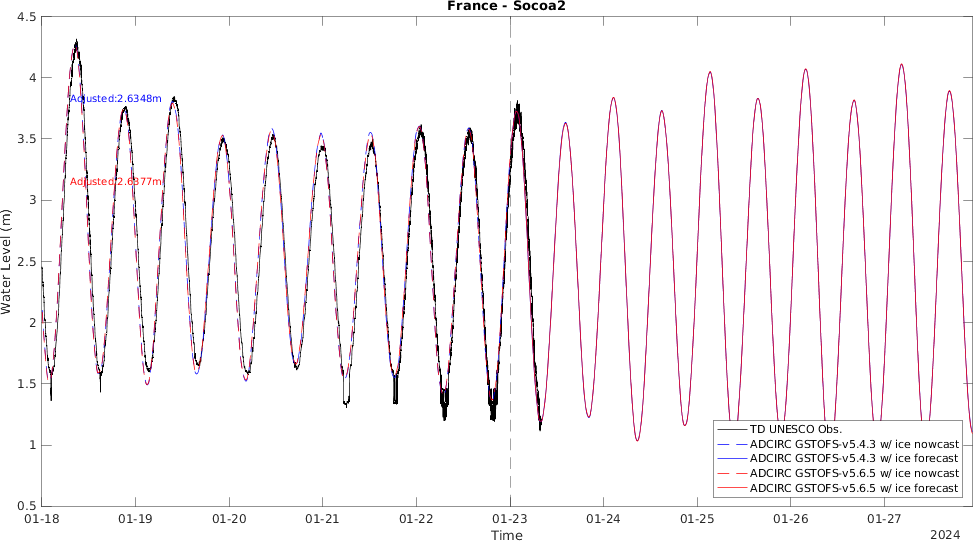 France - Socoa2
4.5
4
3.5
3
2.5
2
1.5
1
0.5
Water Level (m)
Adjusted:2.6348m
Adjusted:2.6377m
TD UNESCO Obs.
ADCIRC GSTOFS-v5.4.3 w/ ice nowcast
ADCIRC GSTOFS-v5.4.3 w/ ice forecast
ADCIRC GSTOFS-v5.6.5 w/ ice nowcast
ADCIRC GSTOFS-v5.6.5 w/ ice forecast
01-18 01-19 01-20 01-21 01-22 01-23 01-24 01-25 01-26 01-27
Time
2024